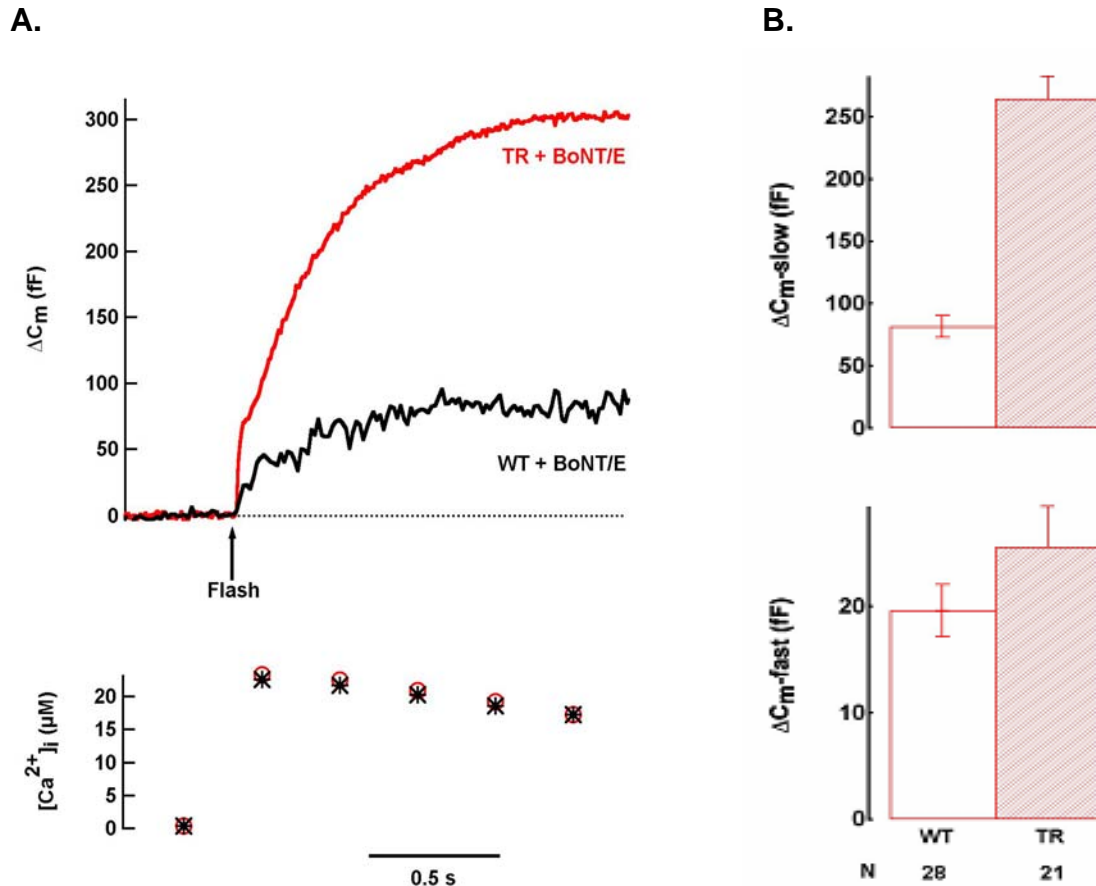 A.
B.
300
250
200
150
100
50
0
ΔCm (fF)
TR + BoNT/E
WT + BoNT/E
Flash
20
15
10
5
0
[Ca2+]i (µM)
0.5 s
250
200
150
100
50
0
ΔCm-slow (fF)
20
10
0
ΔCm-fast (fF)
WT TR
N 28 21